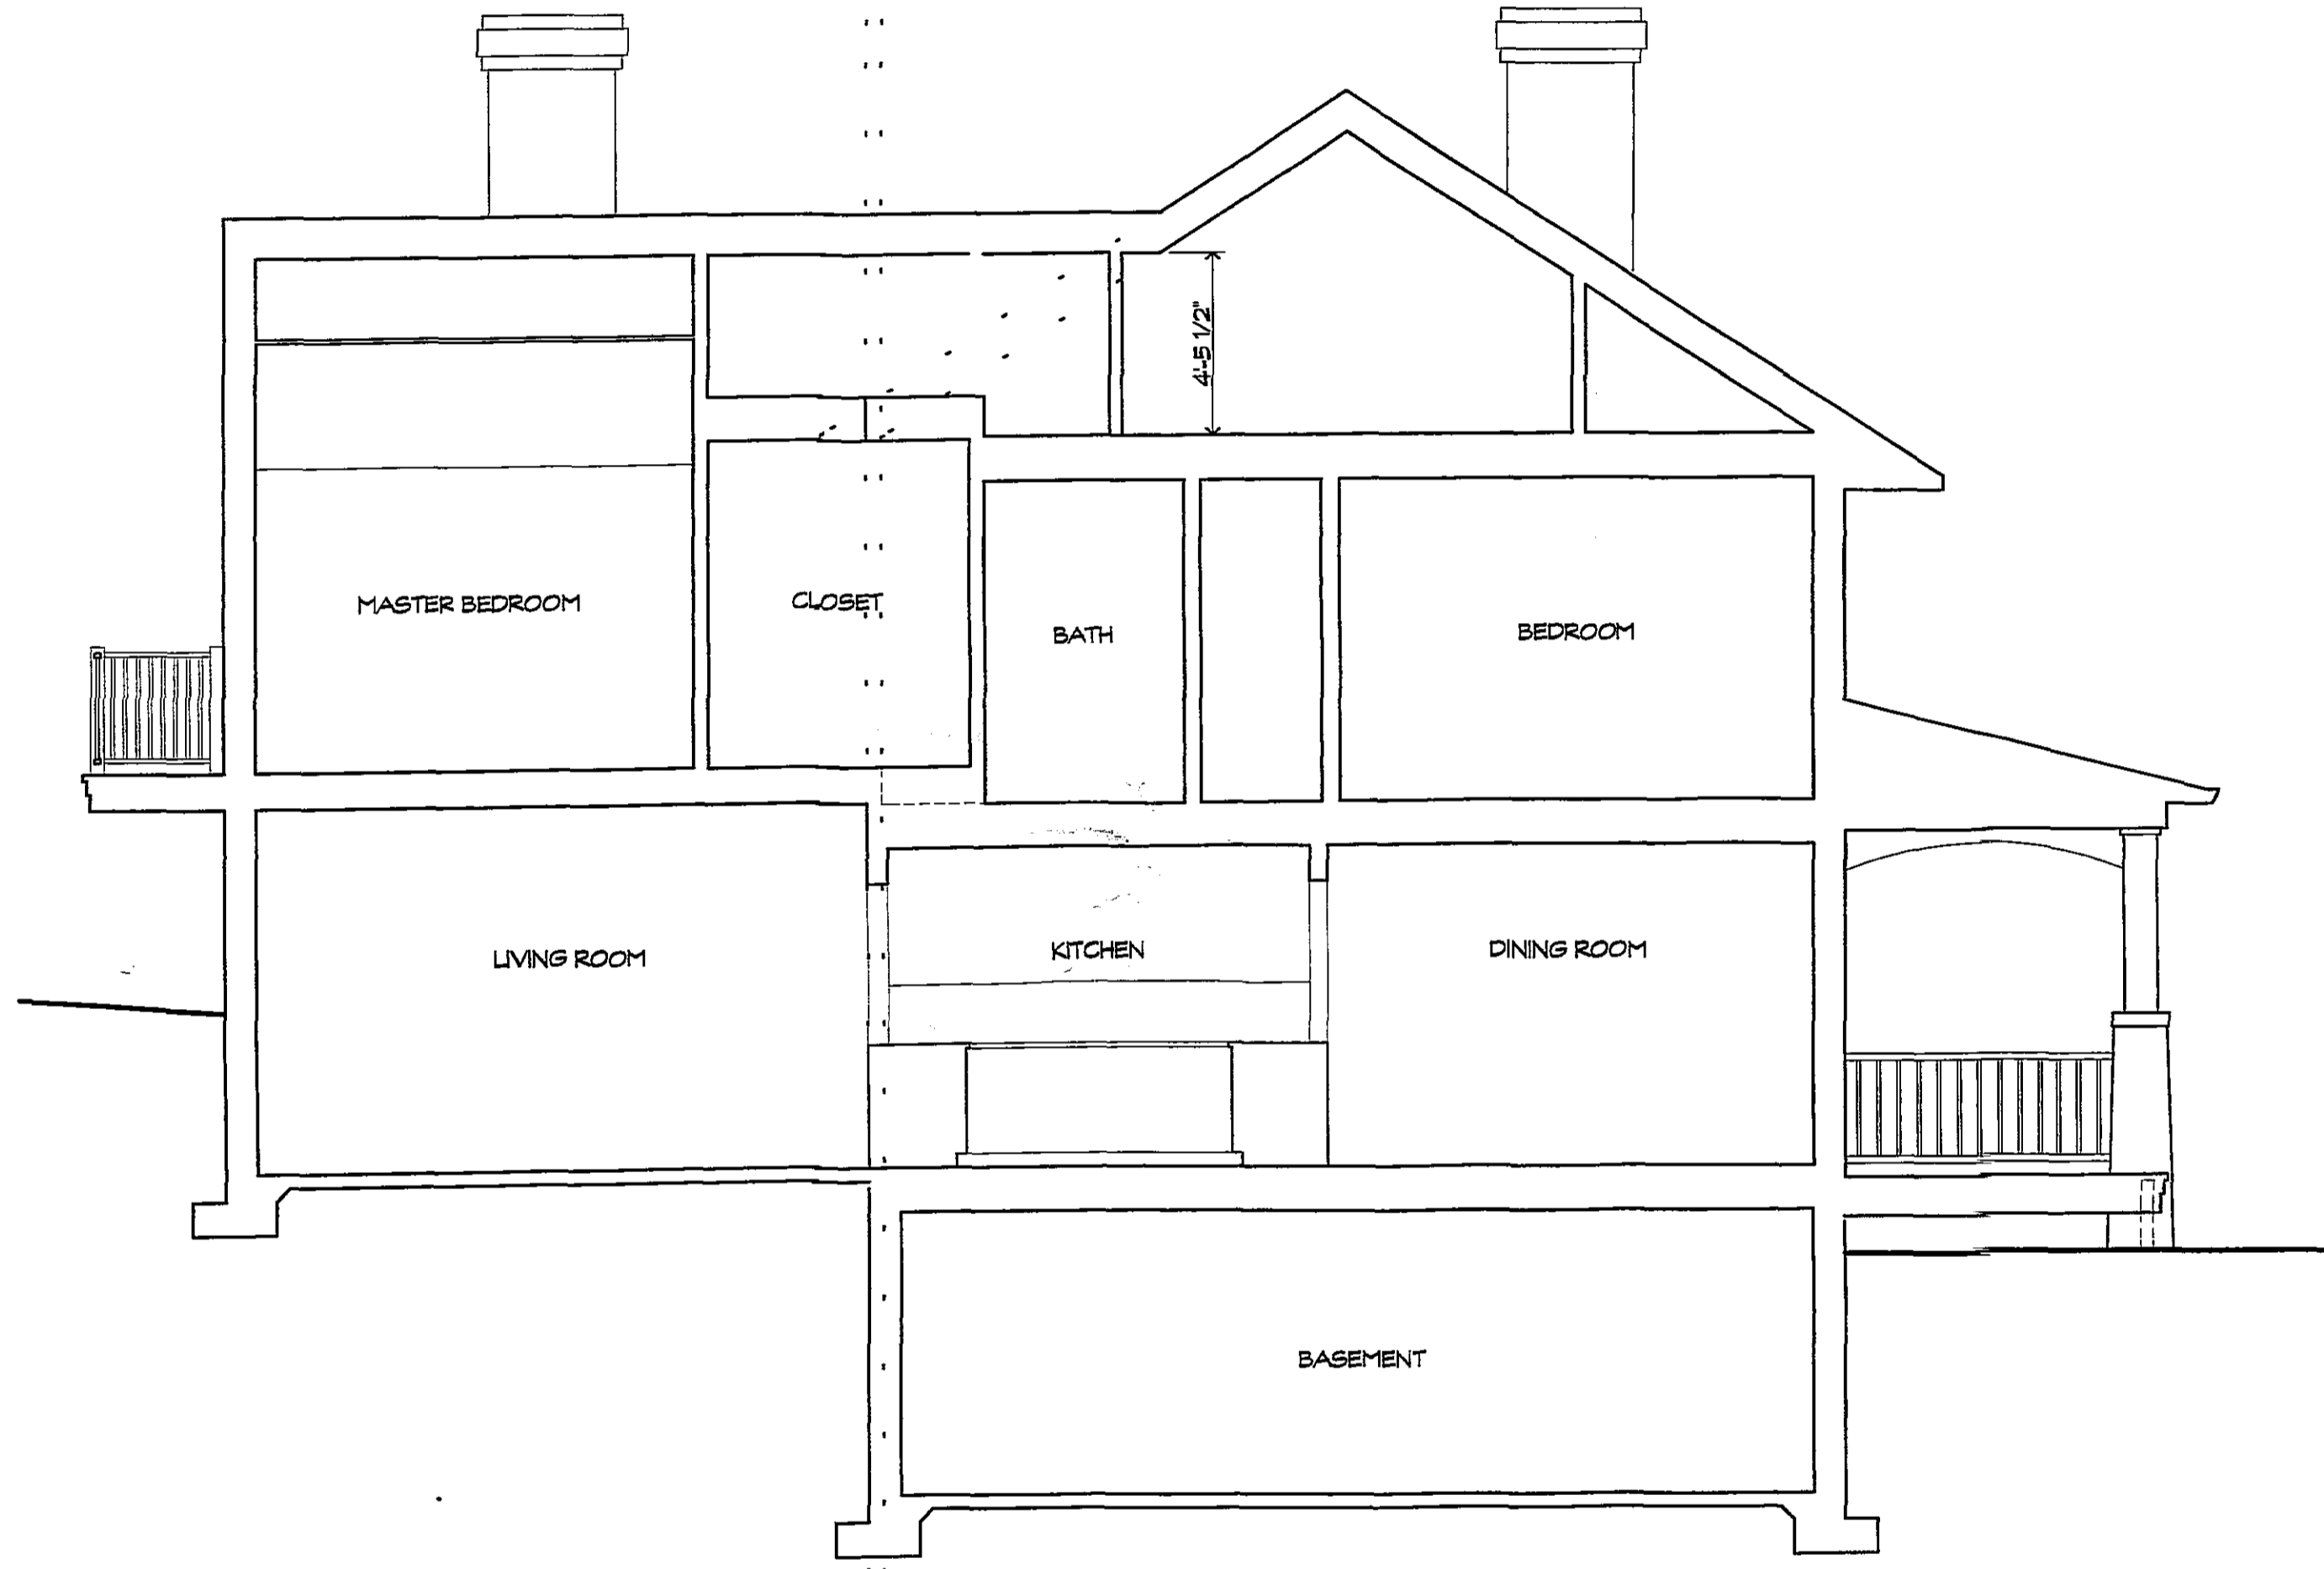 4'-5 1/2"
MASTER BEDROOM
CLOSET
BATH
BEDROOM
LIVING ROOM
KITCHEN
DINING ROOM
BASEMENT